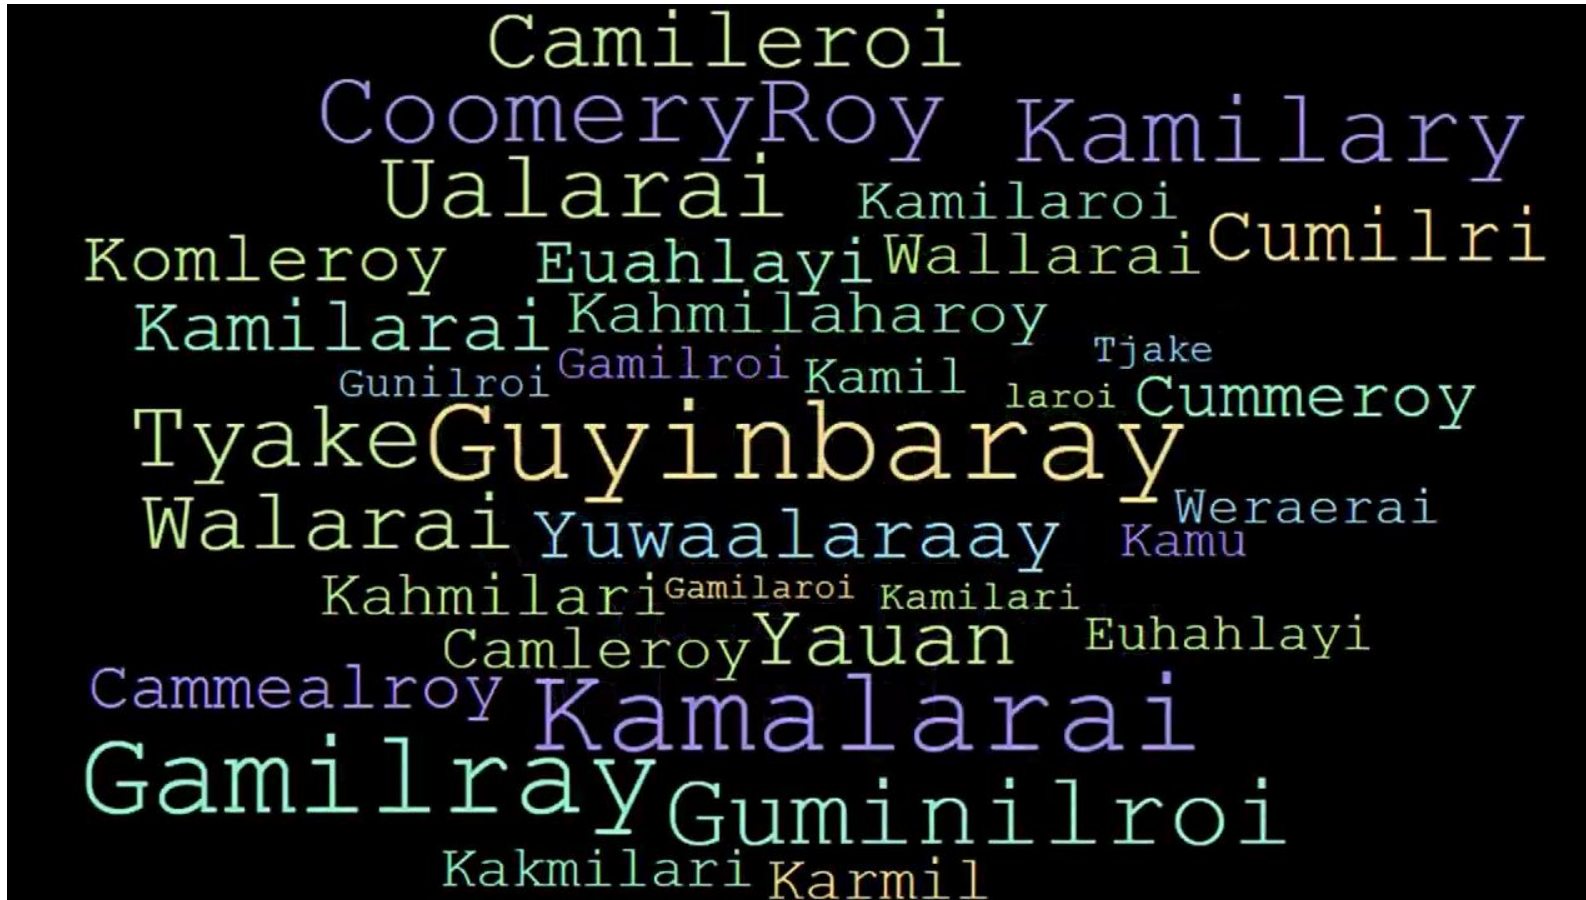 Camileroi
CoomeryRoy Kamilary
Ualarai Kamilaroi Cumilri
Komleroy Euahlayi Wallarai
Kamilarai Kahmilaharoy
Gunilroi Gamilroi Kamil Tjake
laroi Cummeroy
Tyake Guyinbaray
Walarai Yuwaalaraay Weraerai
Kamu
Kahmilari Gamilaroi Kamilari
Camleroy Yauan Euhahlayi
Cammealroy Kamalarai
Gamilray Guminilroi
Kakmilari Karmil